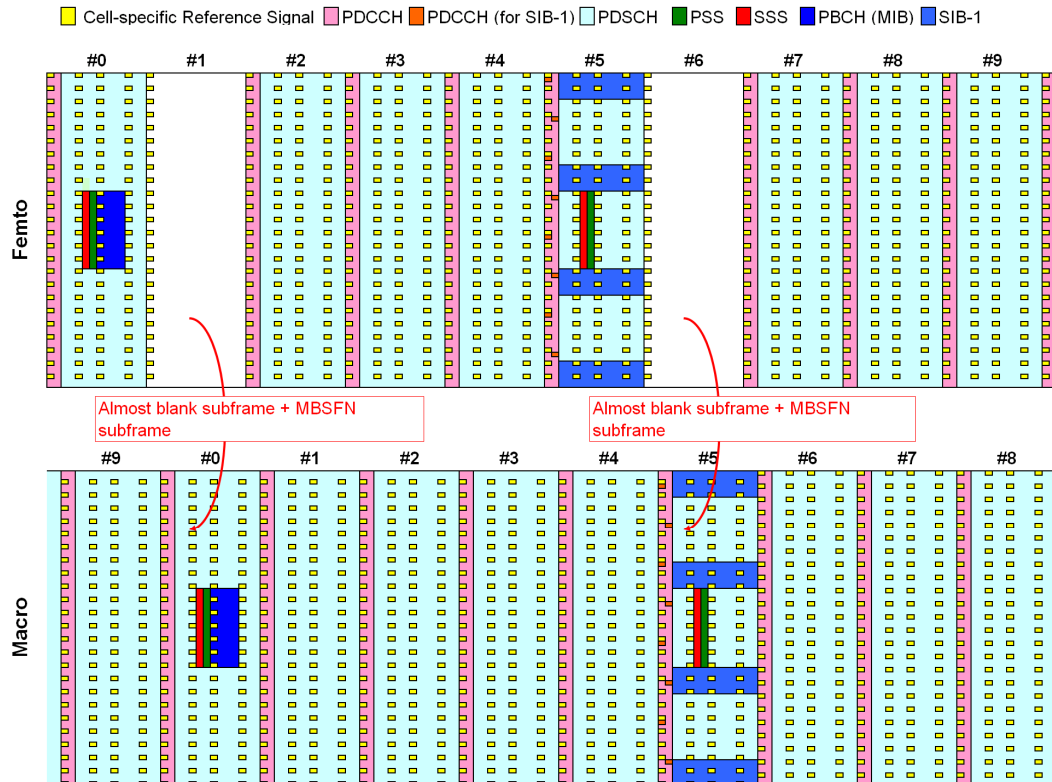 Cell-specific Reference Signal PDCCH PDCCH (for SIB-1) PDSCH PSS SSS PBCH (MIB) SIB-1
#0 #1 #2 #3 #4 #5 #6 #7 #8 #9
Femto
Almost blank subframe + MBSFN
subframe
Almost blank subframe + MBSFN
subframe
#9 #0 #1 #2 #3 #4 #5 #6 #7 #8
Macro